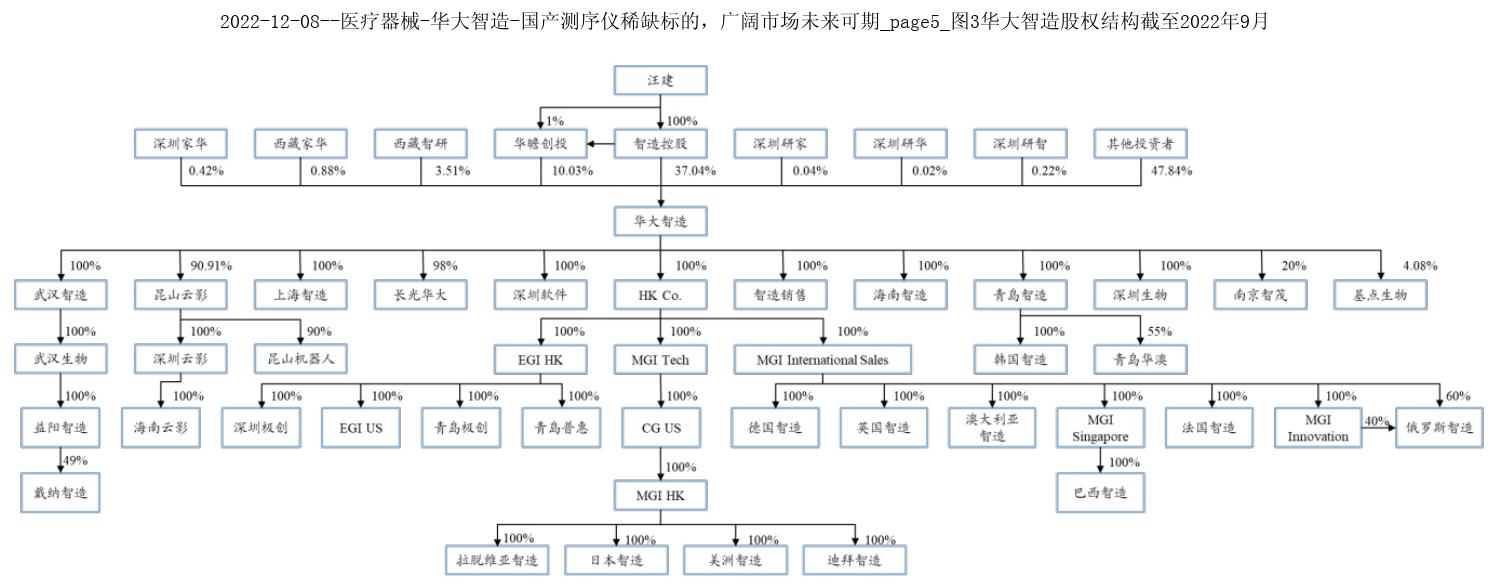 2022-12-08--医疗器械-华大智造-国产测序仪稀缺标的，广阔市场未来可期_page5_图3华大智造股权结构截至2022年9月
汪建
1% 100%
深圳家华 西藏家华 西藏智研 华瞻创投 智造控股 深圳研家 深圳研华 深圳研智 其他投资者
0.42% 0.88% 3.51% 10.03% 37.04% 0.04% 0.02% 0.22% 47.84%
华大智造
100% 90.91% 100% 98% 100% 100% 100% 100% 100% 100% 20% 4.08%
武汉智造 昆山云影 上海智造 长光华大 深圳软件 HK Co. 智造销售 海南智造 青岛智造 深圳生物 南京智茂 基点生物
100% 100% 90% 100% 100% 100% 100% 55%
武汉生物 深圳云影 昆山机器人 EGI HK MGI Tech MGI International Sales 韩国智造 青岛华澳
100% 100% 100% 100% 100% 100% 100% 100% 100% 100% 100% 100% 100% 60%
益阳智造 海南云影 深圳极创 EGI US 青岛极创 青岛普惠 CG US 德国智造 英国智造 澳大利亚
智造 MGI
Singapore 法国智造 MGI
Innovation 40% 俄罗斯智造
49% 100% 100%
戴纳智造 MGI HK 巴西智造
100% 100% 100% 100%
拉脱维亚智造 日本智造 美洲智造 迪拜智造